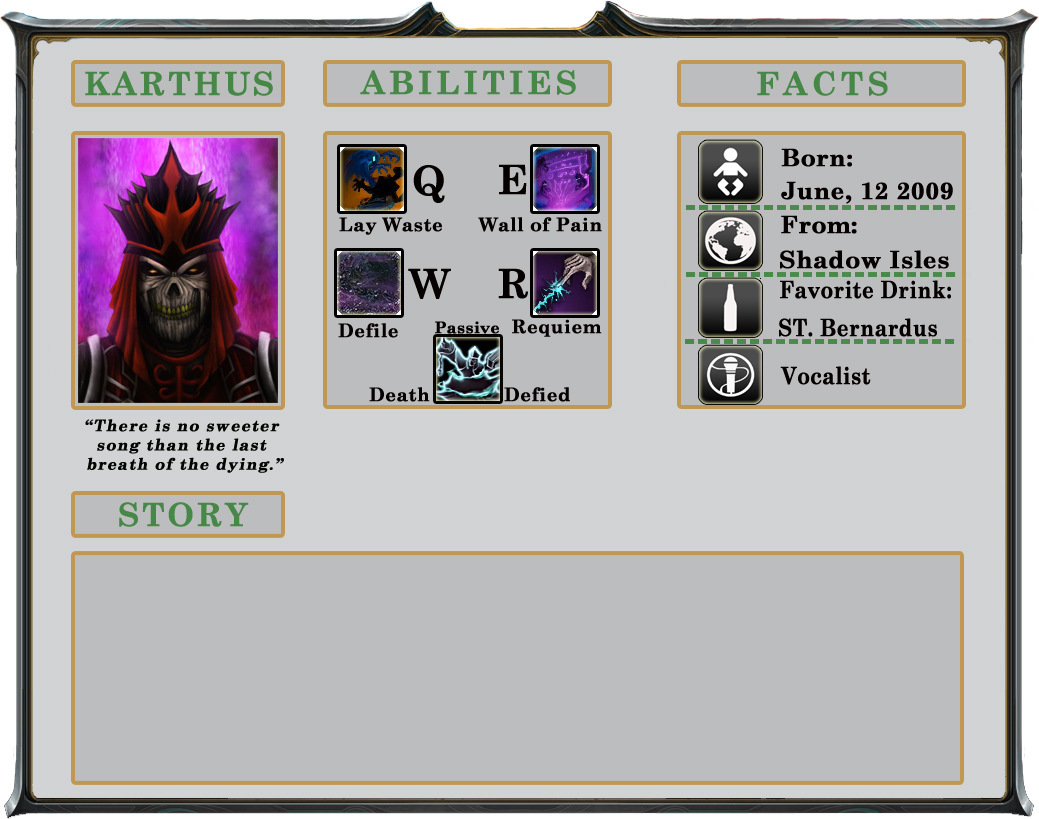 KARTHUS
ABILITIES
FACTS
Q
E
Lay Waste
Wall of Pain
W
R
Defile
Passive
Requiem
Death
Defied
Born:
June, 12 2009
From:
Shadow Isles
Favorite Drink:
ST. Bernardus
Vocalist
“There is no sweeter
song than the last
breath of the dying.”
STORY